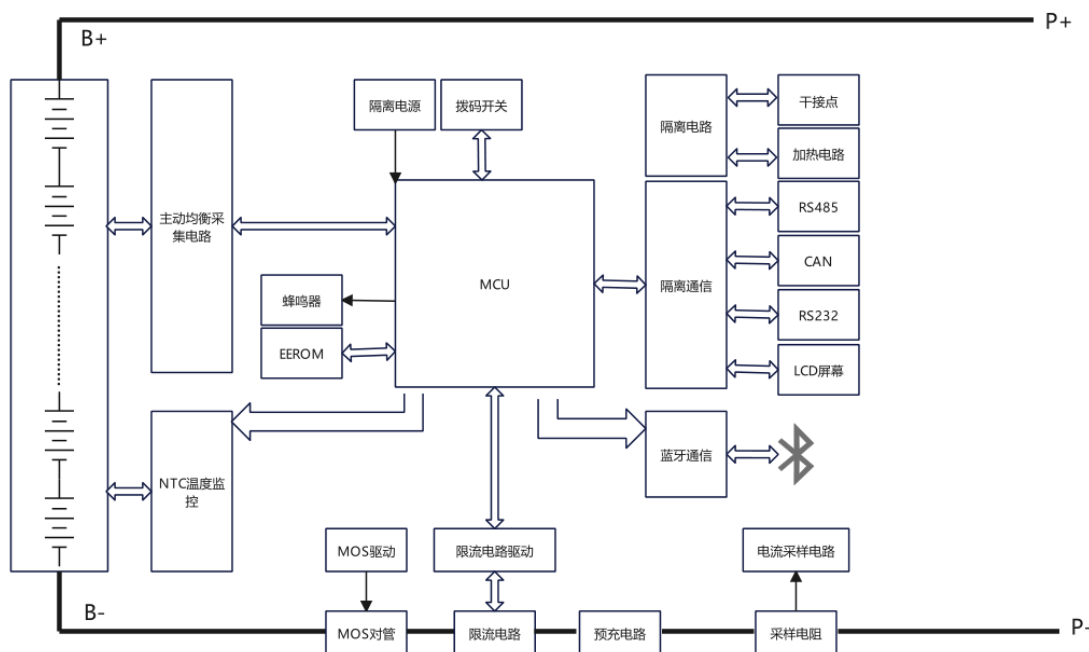 P+
B+
隔离电源
拨码开关
隔离电路
干接点
加热电路
主动均衡采
集电路
MCU
隔离通信
RS485
CAN
RS232
LCD屏幕
蜂鸣器
EEROM
NTC温度监
控
蓝牙通信
MOS驱动
限流电路驱动
电流采样电路
B-
MOS对管
限流电路
预充电路
采样电阻
P-